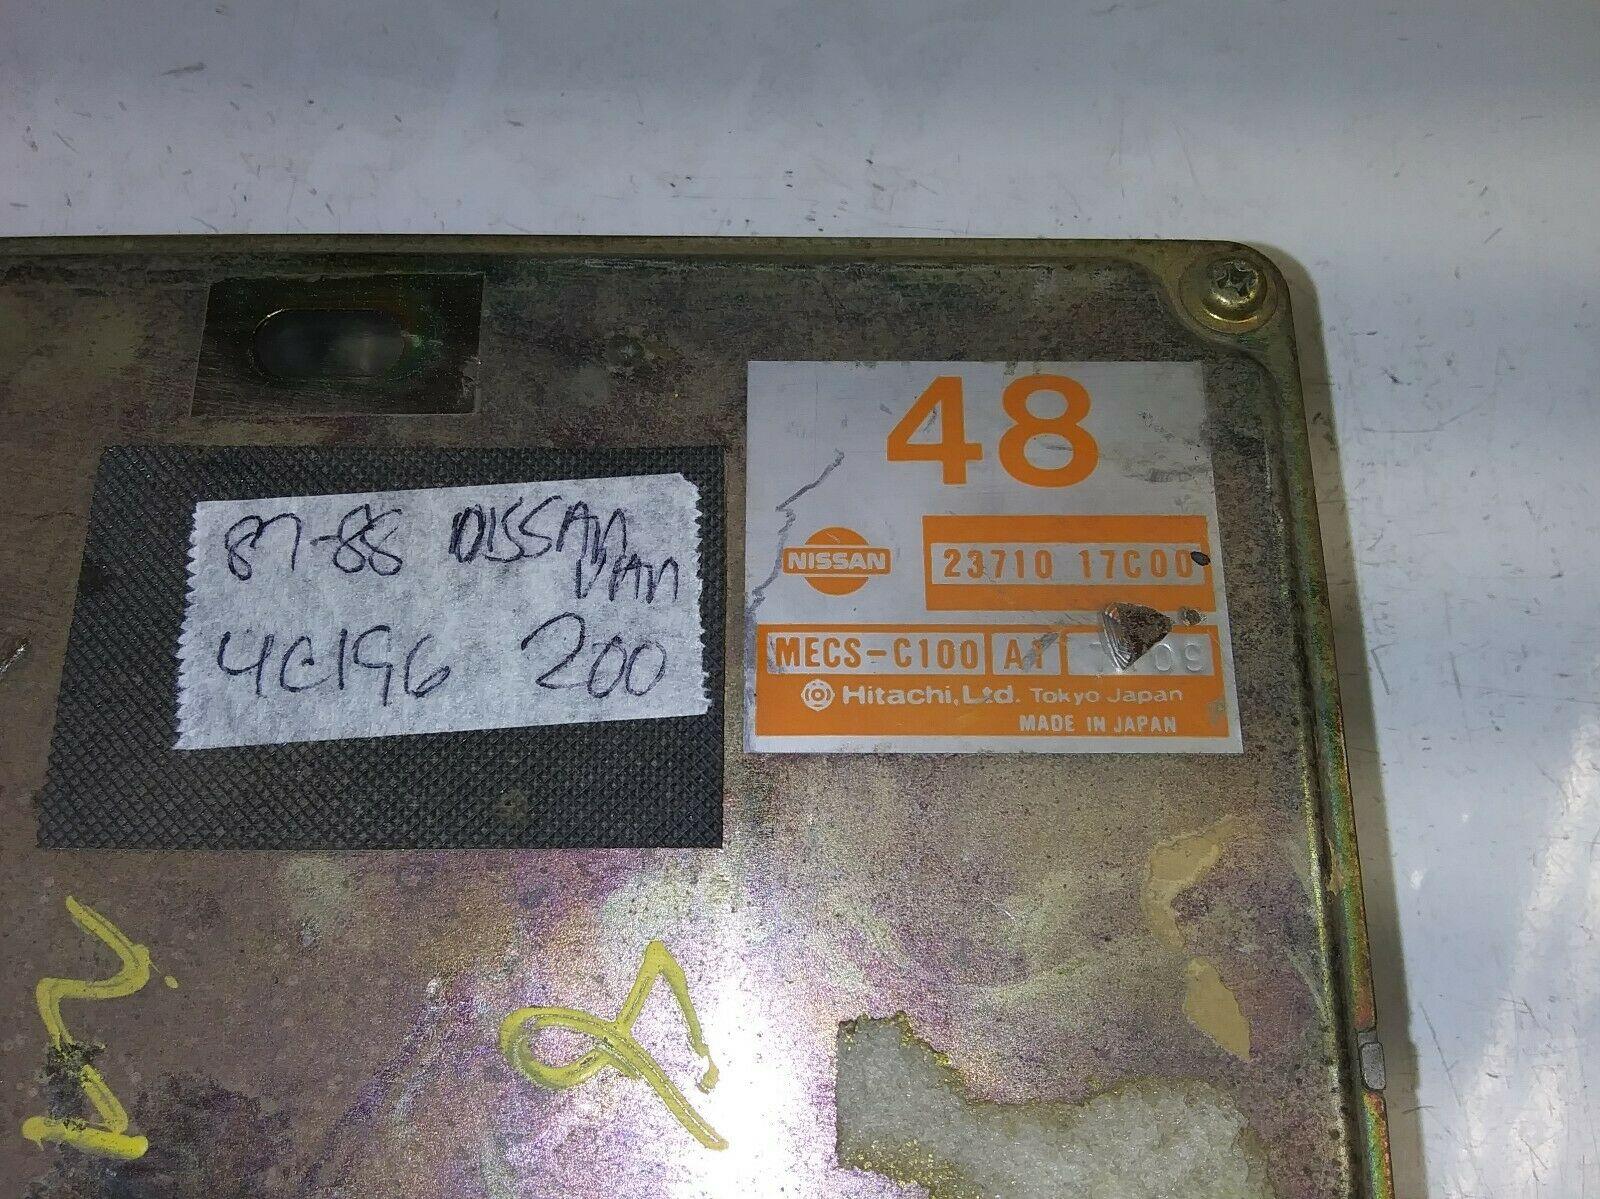 87-88 NISSAN
VAN
4C196 200
48
NISSAN
23710 17C00
MECS-C100 A1 09
Hitachi, Ltd. Tokyo Japan
MADE IN JAPAN